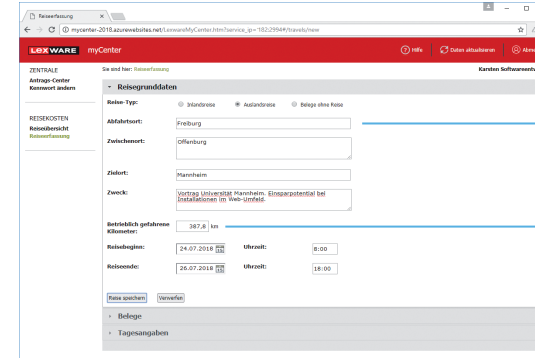 Reiseerfassung
mycenter-2018.azurewebsites.net/LexwareMyCenter.htm?service_ip=182:2994#/travels/new
LEXWARE myCenter
Hilfe
Daten aktualisieren
ZENTRALE
Antrags-Center
Kennwort ändern
REISEKOSTEN
Reiseübersicht
Reiseerfassung
Sie sind hier: Reiseerfassung
Karsten Softwareentw
Reisegrunddaten
Reise-Typ: Inlandsreise Auslandsreise Belege ohne Reise
Abfahrtsort: Freiburg
Zwischenort: Offenburg
Zielort: Mannheim
Zweck: Vortrag Universität Mannheim. Einsparpotential bei
Installationen im Web-Umfeld.
Betrieblich gefahrene
Kilometer: 387,8 km
Reisebeginn: 24.07.2018 Uhrzeit: 8:00
Reiseende: 26.07.2018 Uhrzeit: 18:00
Reise speichern Verwerfen
Belege
Tagesangaben